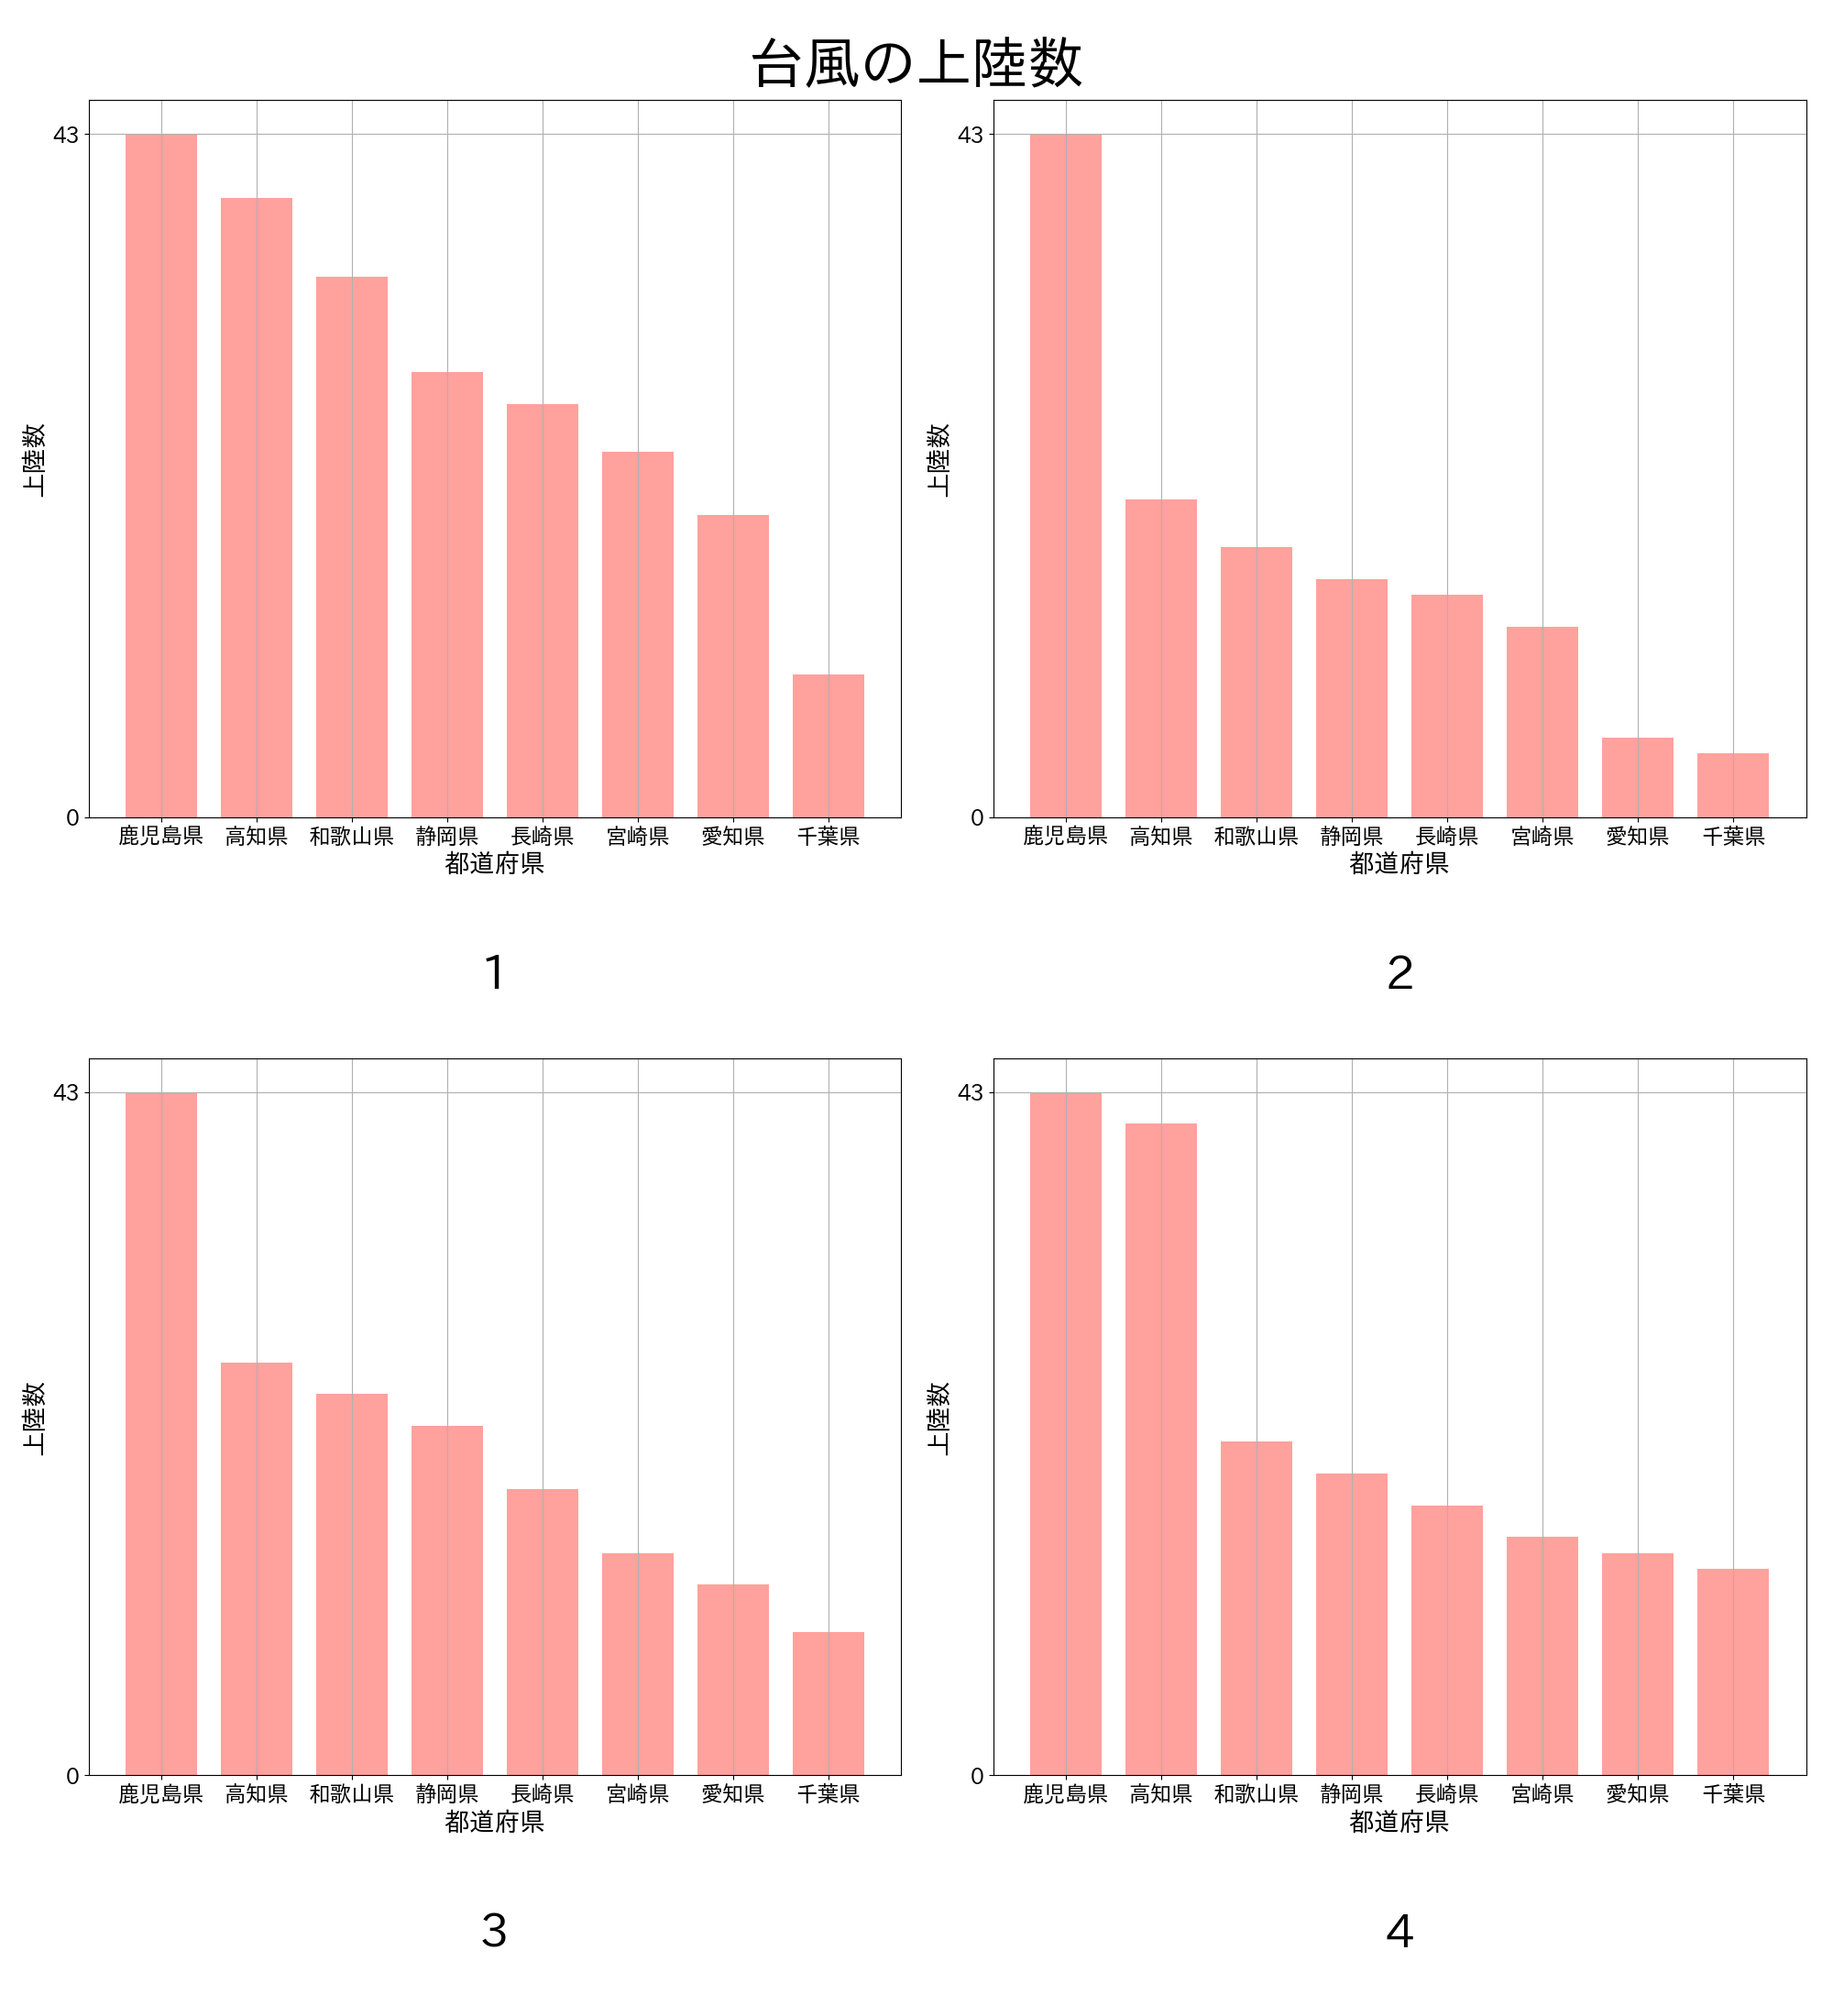 台風の上陸数
43
0
上陸数
鹿児島県 高知県 和歌山県 静岡県 長崎県 宮崎県 愛知県 千葉県
都道府県
1
43
0
上陸数
鹿児島県 高知県 和歌山県 静岡県 長崎県 宮崎県 愛知県 千葉県
都道府県
2
43
0
上陸数
鹿児島県 高知県 和歌山県 静岡県 長崎県 宮崎県 愛知県 千葉県
都道府県
3
43
0
上陸数
鹿児島県 高知県 和歌山県 静岡県 長崎県 宮崎県 愛知県 千葉県
都道府県
4